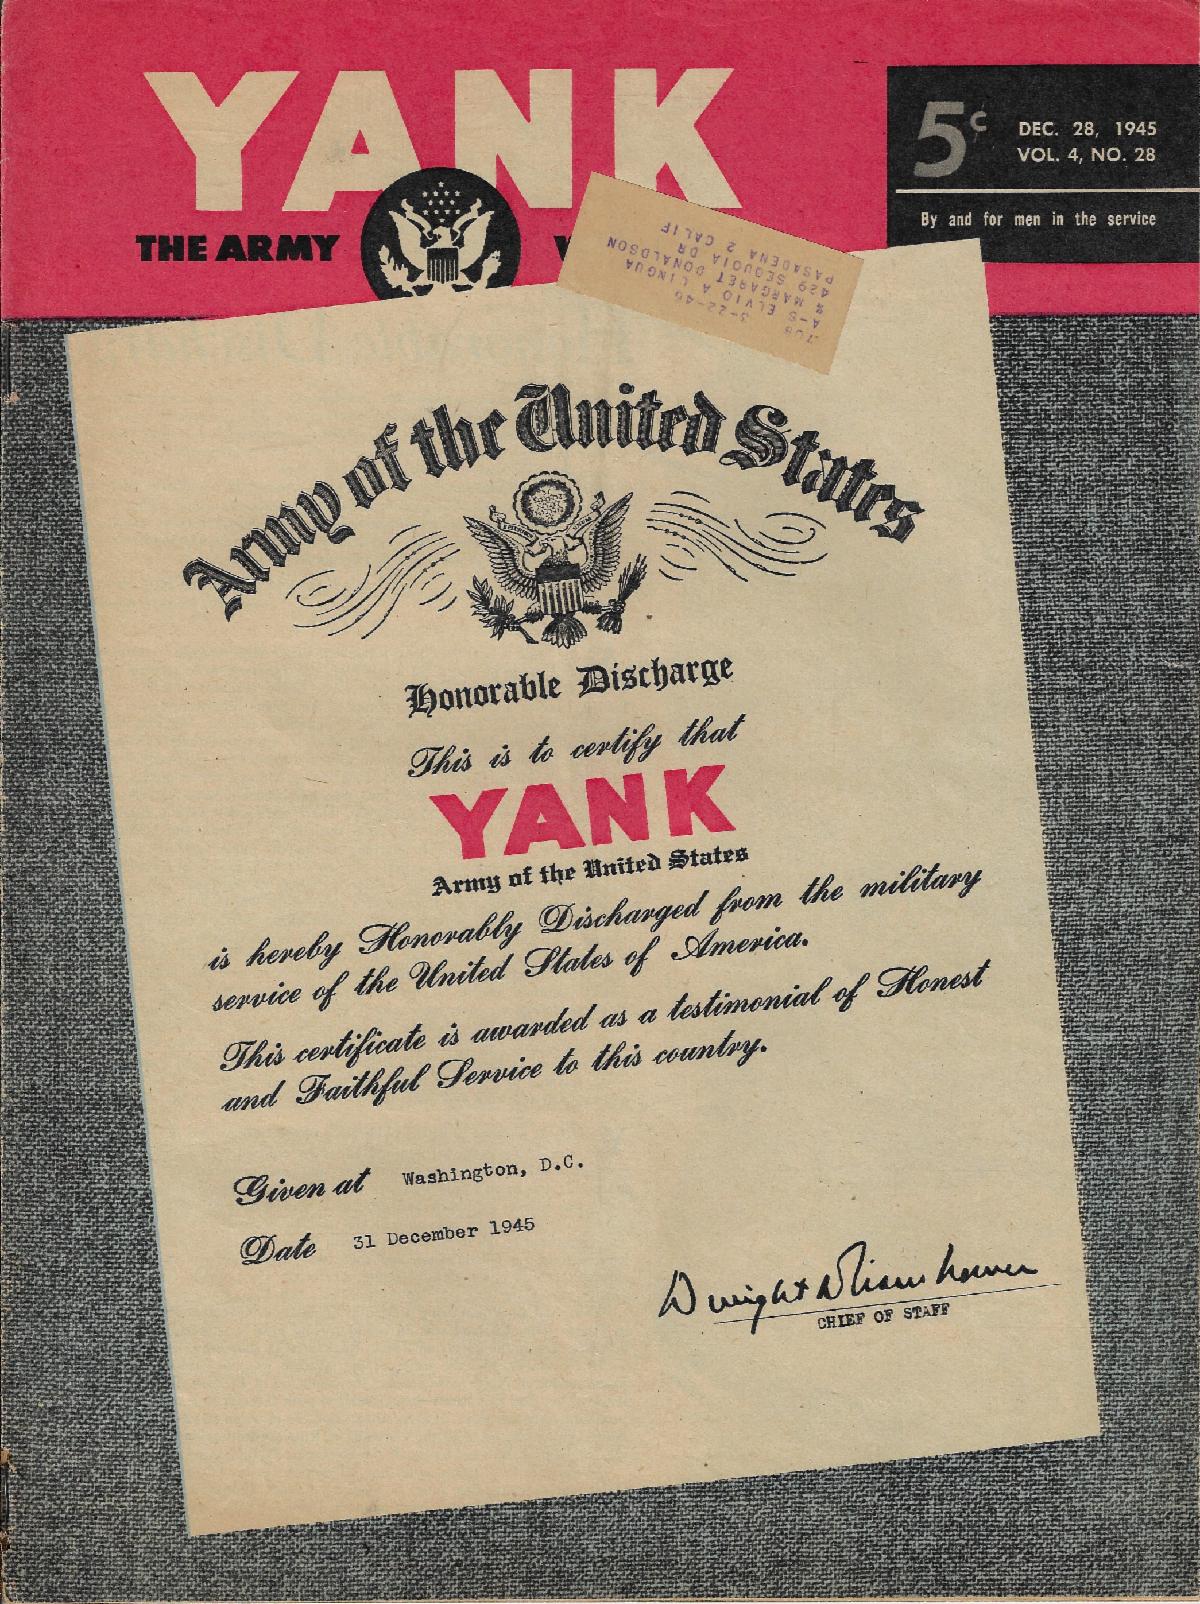 YANK
THE ARMY
5¢
DEC. 28, 1945
VOL. 4, NO. 28
By and for men in the service
3-22-46
A-S ELVIO A LINGUA
% MARGARET DONALDSON
429 SEQUOIA DR
PASADENA 2 CALIF
Army of the United States
Honorable Discharge
This is to certify that
YANK
Army of the United States
is hereby Honorably Discharged from the military
service of the United States of America.
This certificate is awarded as a testimonial of Honest
and Faithful Service to this country.
Given at Washington, D.C.
Date 31 December 1945
Dwight D Eisenhower
CHIEF OF STAFF